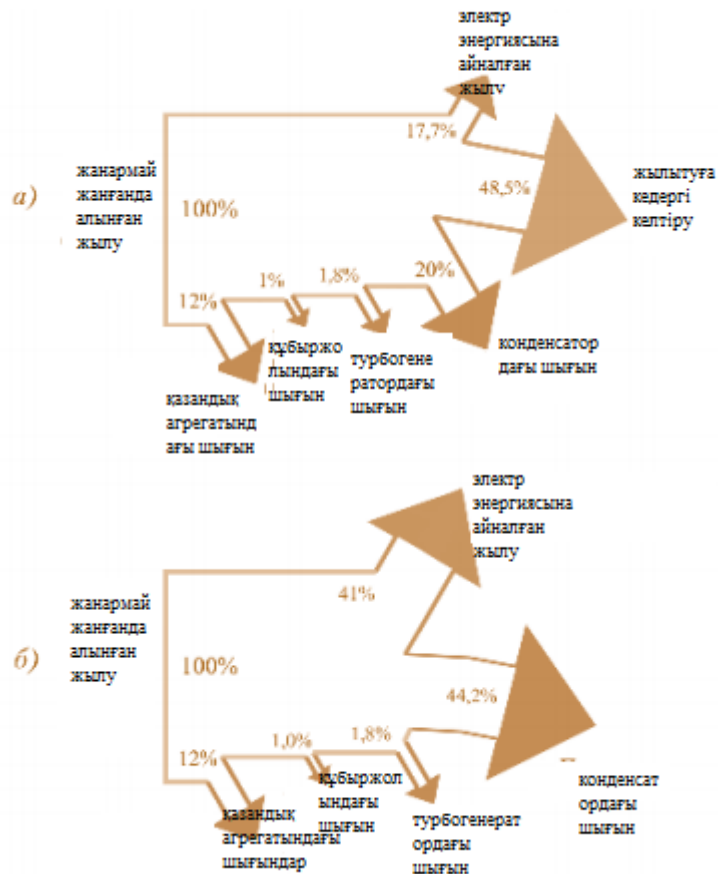 электр
энергиясына
айналған
жылу
17,7%
жанармай
жанғанда
алынған
жылу
а)
100%
48,5%
жылытуға
кедергі
келтіру
12%
1%
1,8%
20%
құбыржо
лындағы
шығын
турбогене
ратордағы
шығын
конденсатор
дағы шығын
қазандық
агрегатынд
ағы шығын
электр
энергиясына
айналған
жылу
41%
жанармай
жанғанда
алынған
жылу
б)
100%
44,2%
12%
1,0%
1,8%
құбыржол
ындағы
шығын
конденсат
ордағы
шығын
қазандық
агрегатындағы
шығындар
турбогенерат
ордағы
шығын